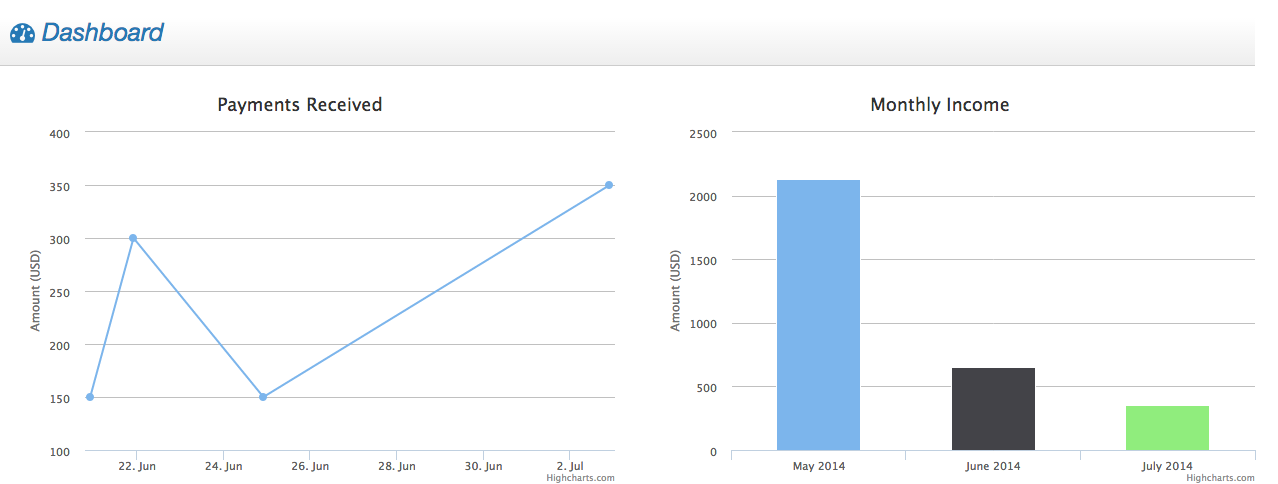 Dashboard
Payments Received
Amount (USD)
400
350
300
250
200
150
100
22. Jun
24. Jun
26. Jun
28. Jun
30. Jun
2. Jul
Highcharts.com
Monthly Income
Amount (USD)
2500
2000
1500
1000
500
0
May 2014
June 2014
July 2014
Highcharts.com